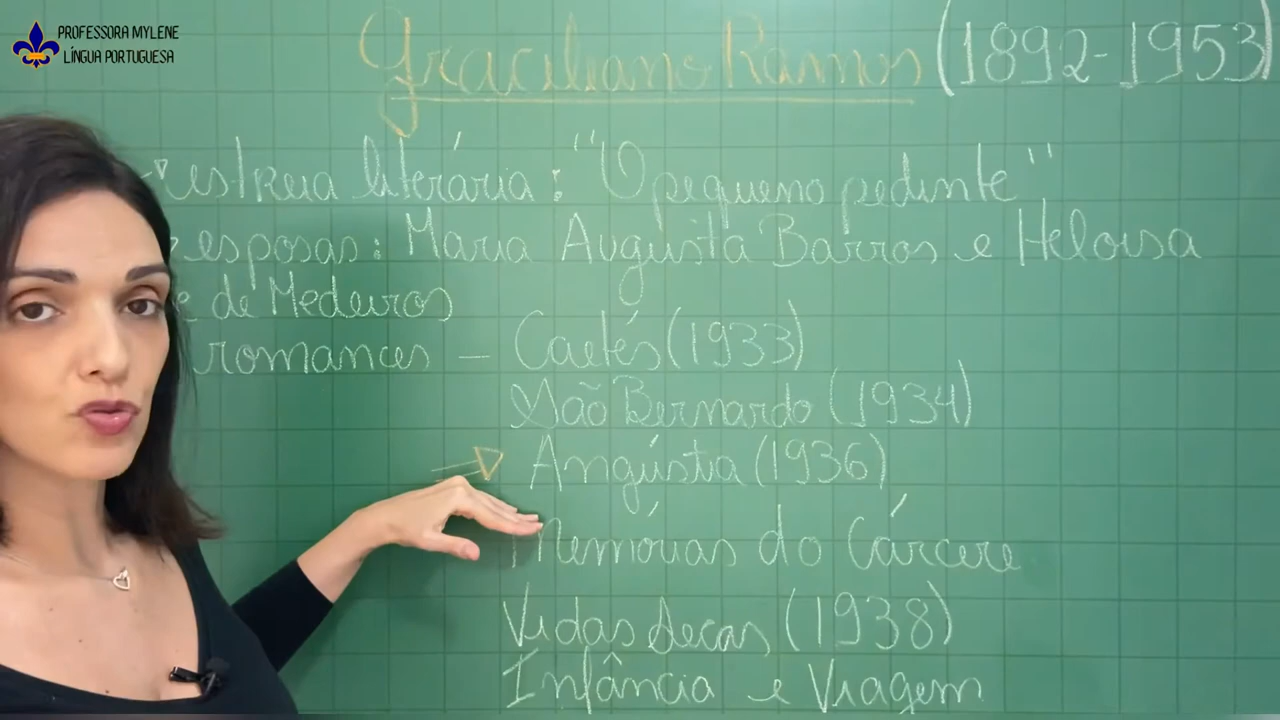 PROFESSORA MYLENE
LÍNGUA PORTUGUESA
Graciliano Ramos (1892-1953)
estreia literária: "O pequeno pedinte"
esposas: Maria Augusta Barros e Heloísa
de Medeiros
romances – Caetés (1933)
São Bernardo (1934)
Angústia (1936)
Memórias do Cárcere
Vidas Secas (1938)
Infância e Viagem